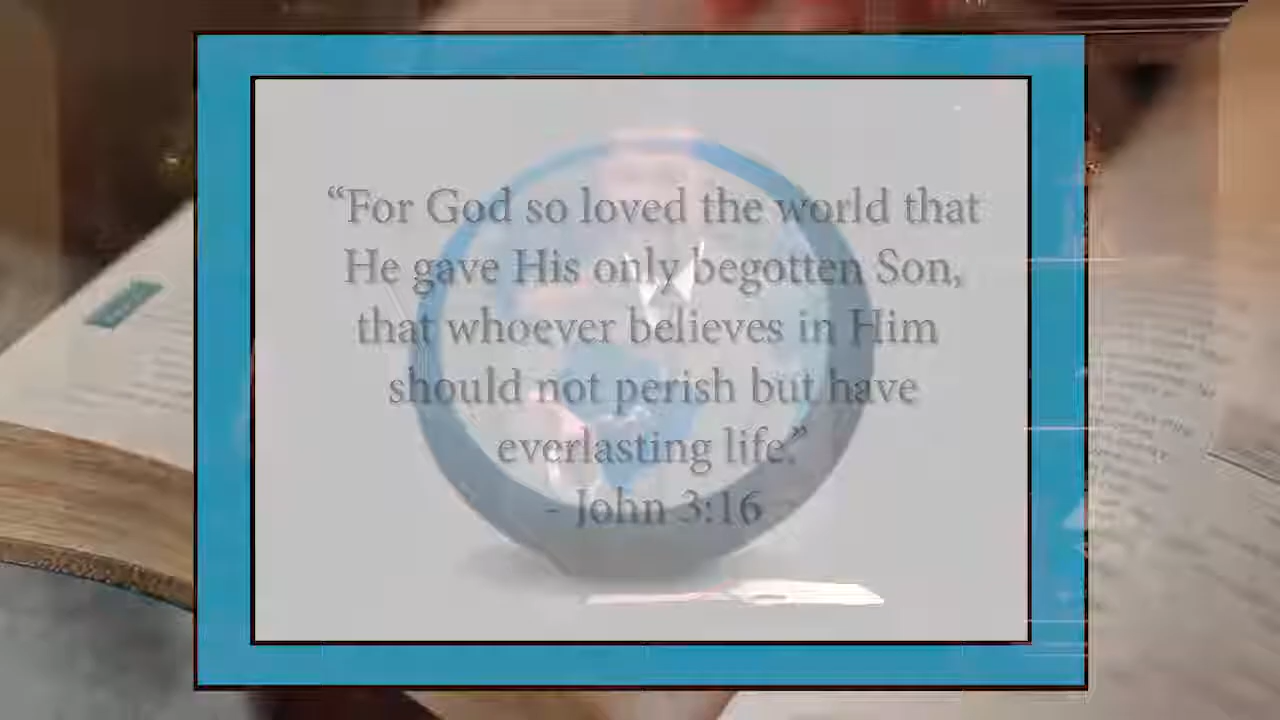 “For God so loved the world that
He gave His only begotten Son,
that whoever believes in Him
should not perish but have
everlasting life.”
- John 3:16